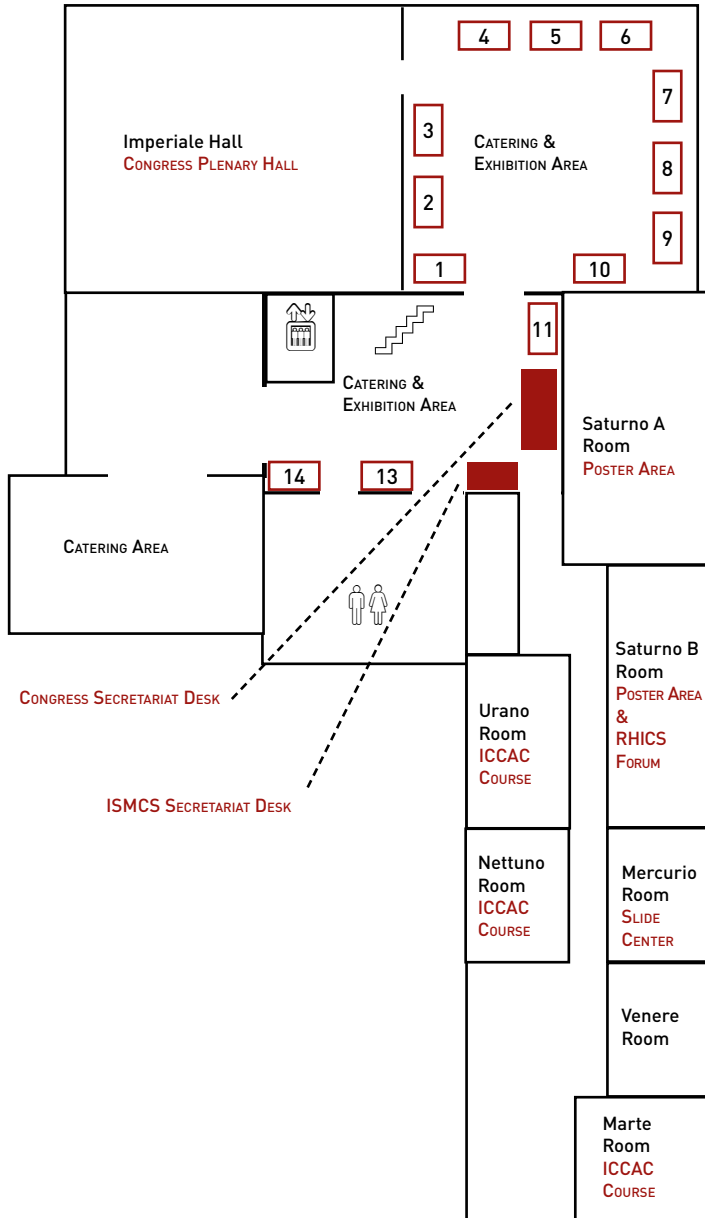 4
5
6
7
3
Imperiale Hall
Congress Plenary Hall
Catering &
Exhibition Area
8
2
9
1
10
11
Catering &
Exhibition Area
Saturno A
Room
Poster Area
14
13
Catering Area
Saturno B
Room
Poster Area
&
RHICS
Forum
Congress Secretariat Desk
Urano
Room
ICCAC
Course
ISMCS Secretariat Desk
Nettuno
Room
ICCAC
Course
Mercurio
Room
Slide
Center
Venere
Room
Marte
Room
ICCAC
Course